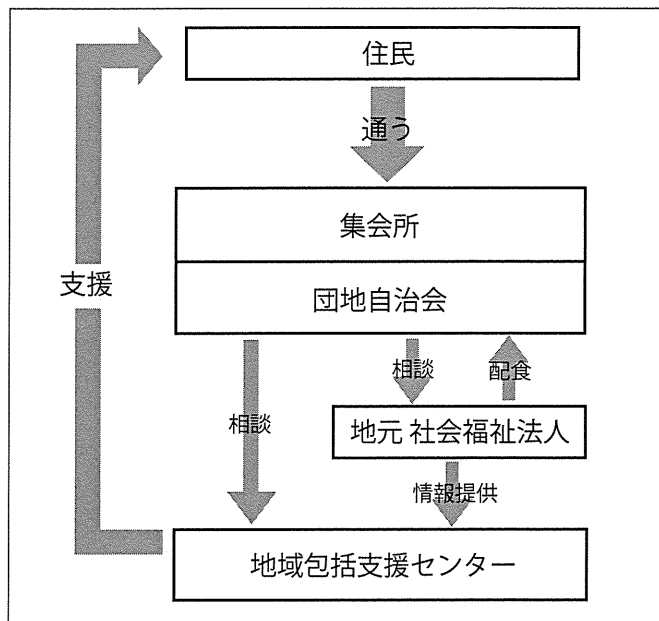 住民
通う
集会所
団地自治会
支援
相談
相談
配食
地元 社会福祉法人
情報提供
地域包括支援センター